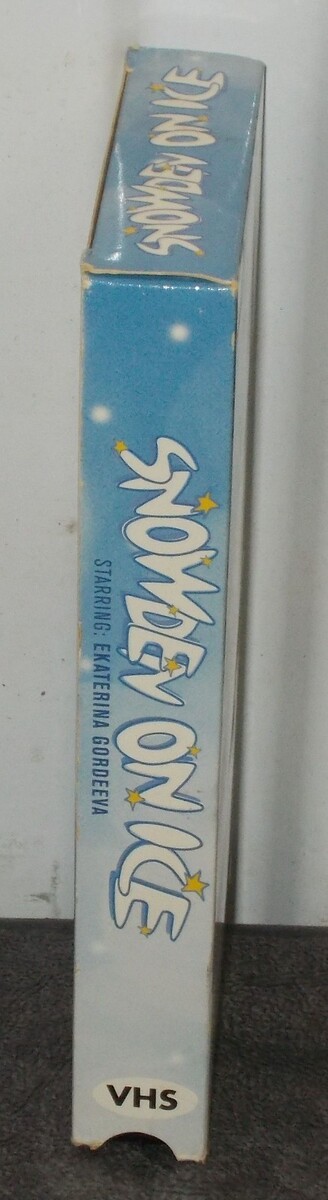 SNOWDEN ON ICE
SNOWDEN ON ICE
STARRING: EKATERINA GORDEEVA
VHS